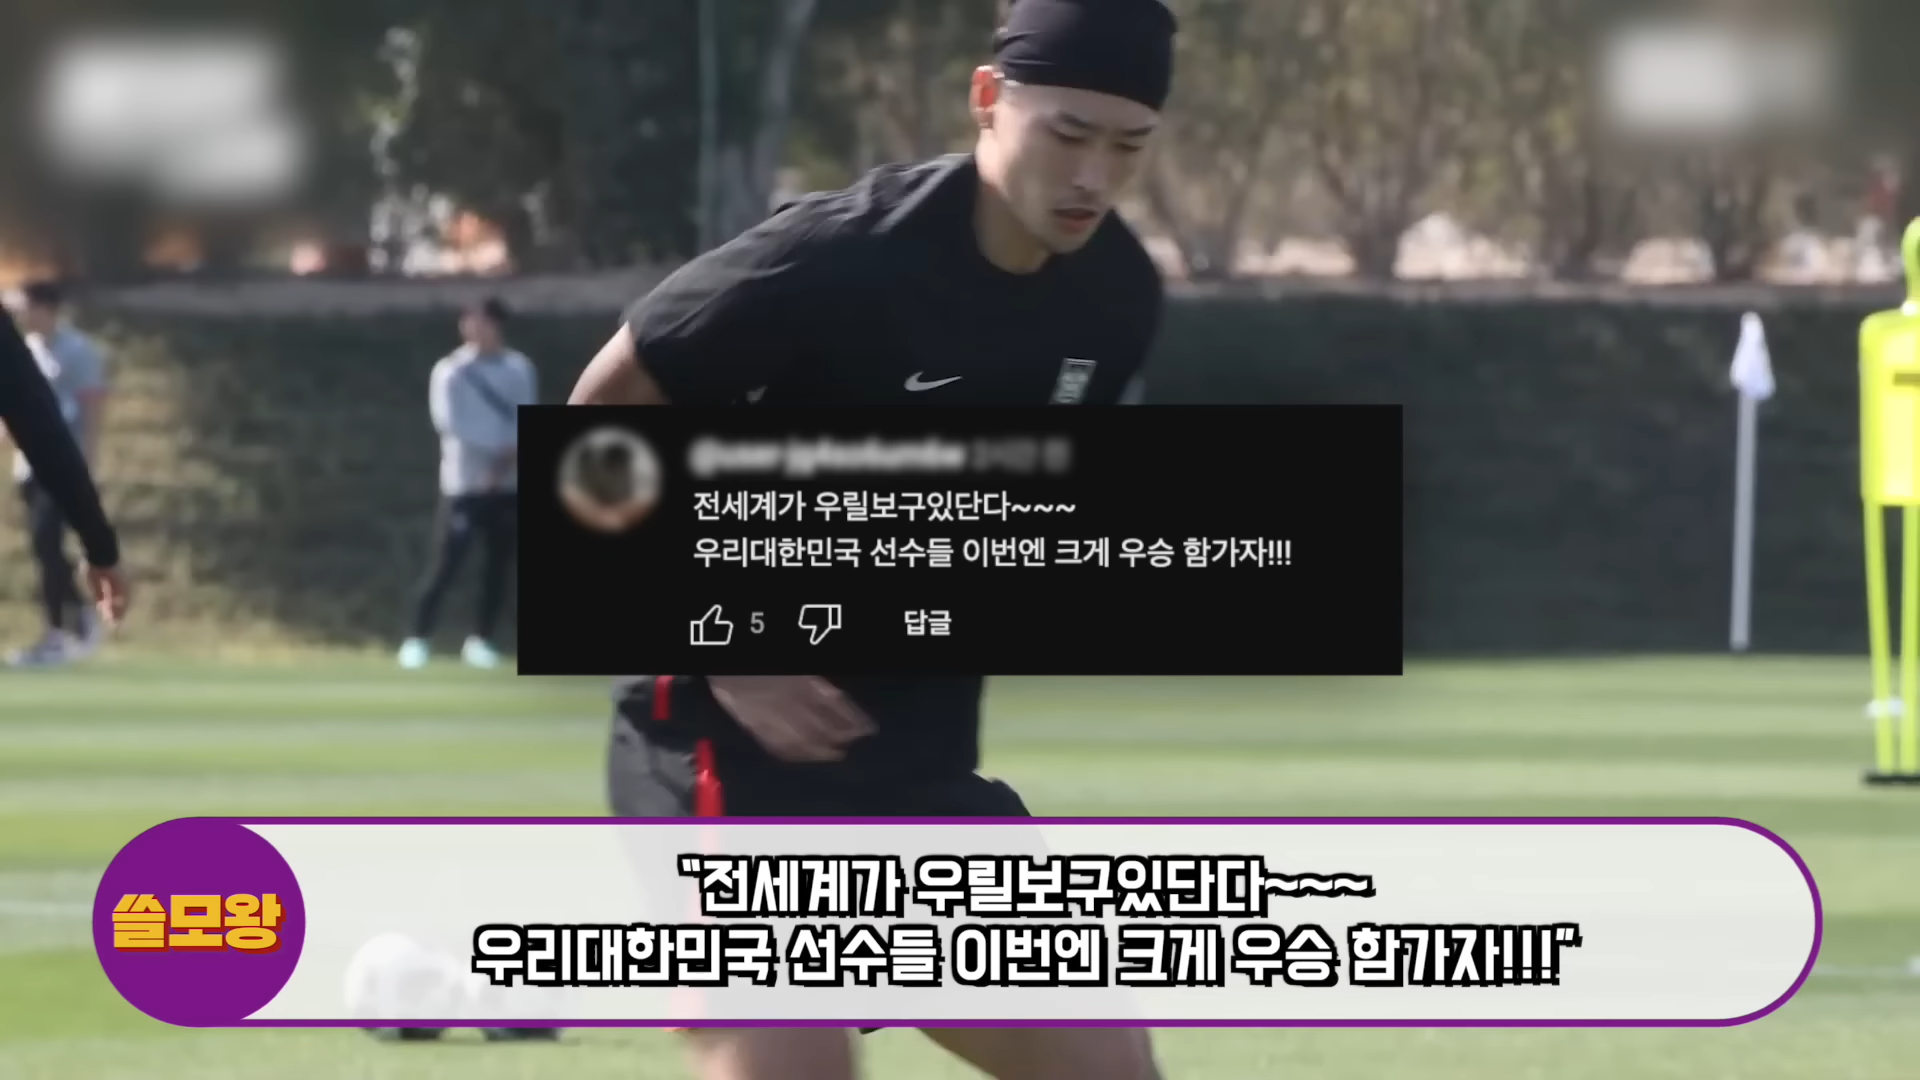 전세계가 우릴보구있단다~~~
우리대한민국 선수들 이번엔 크게 우승 함가자!!!
5
답글
쓸모왕
"전세계가 우릴보구있단다~~~
우리대한민국 선수들 이번엔 크게 우승 함가자!!!"